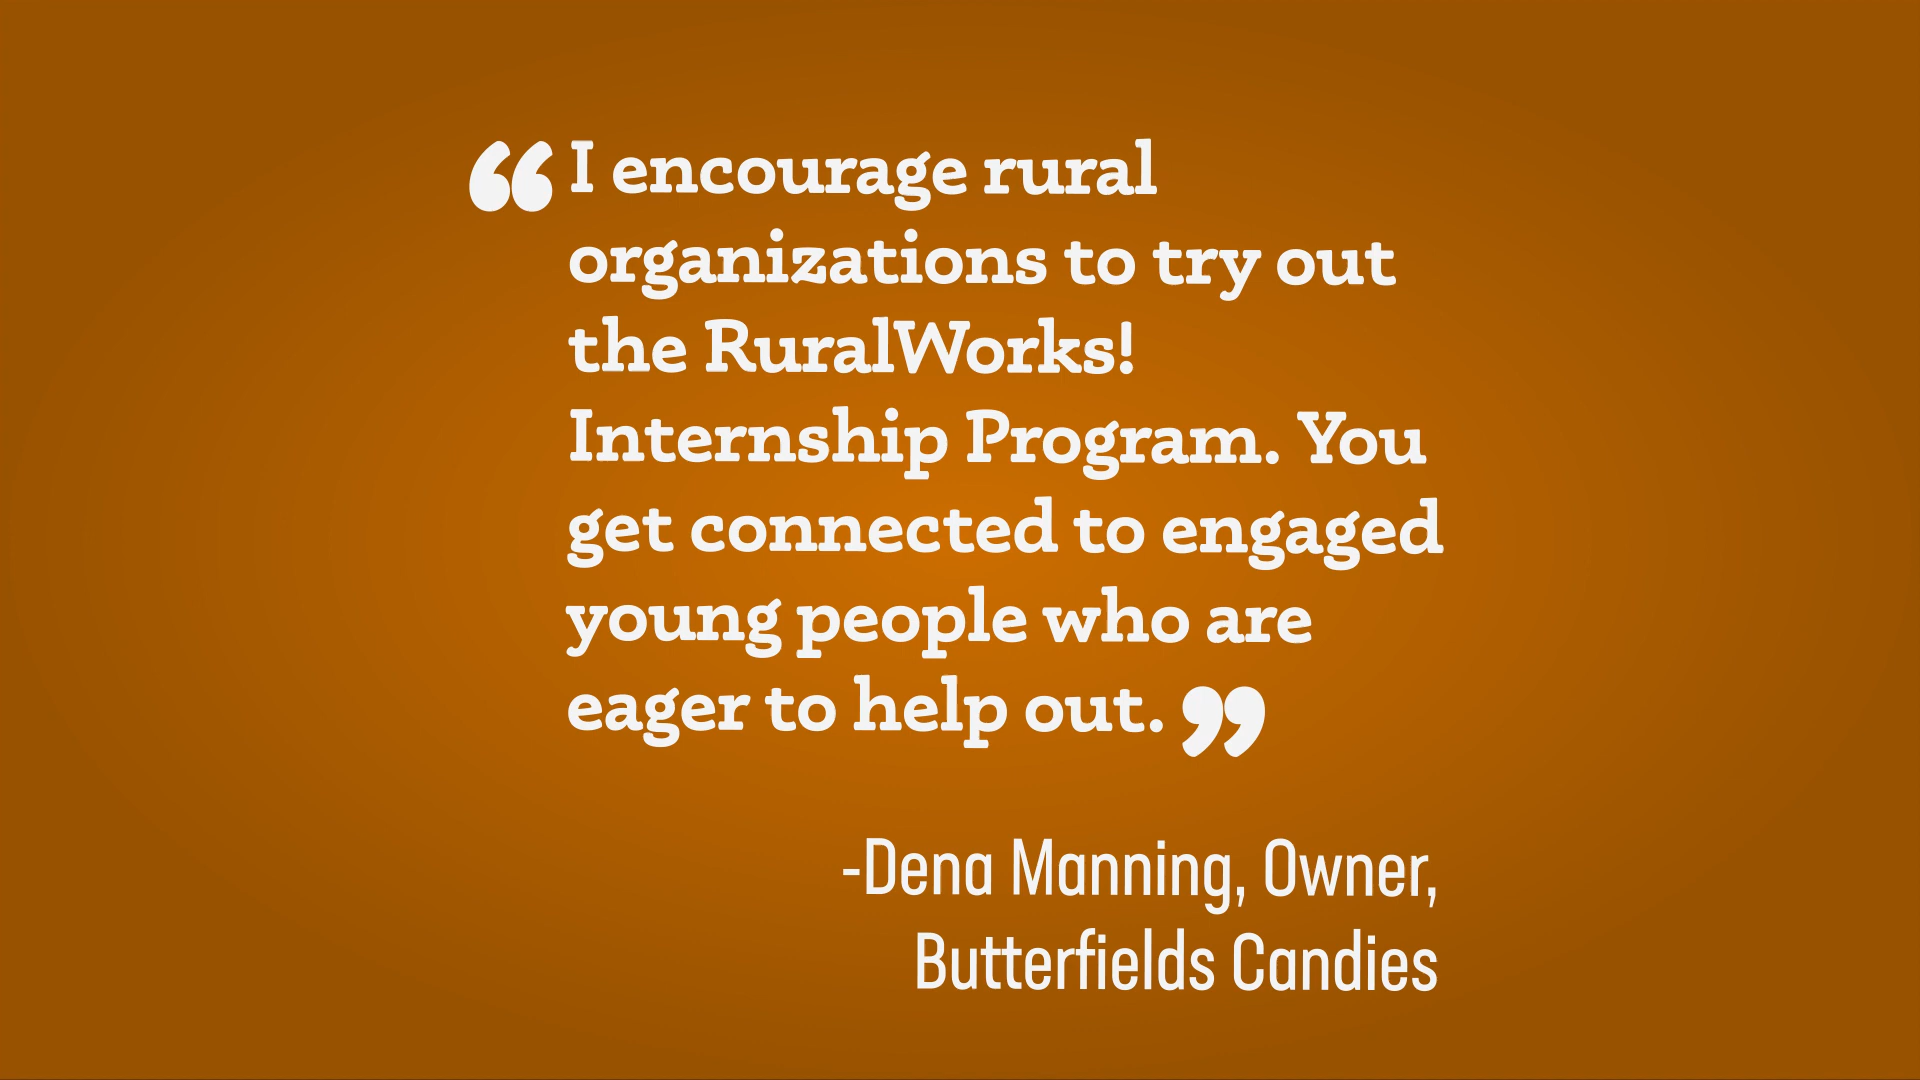 “I encourage rural
organizations to try out
the RuralWorks!
Internship Program. You
get connected to engaged
young people who are
eager to help out.”
-Dena Manning, Owner,
Butterfields Candies